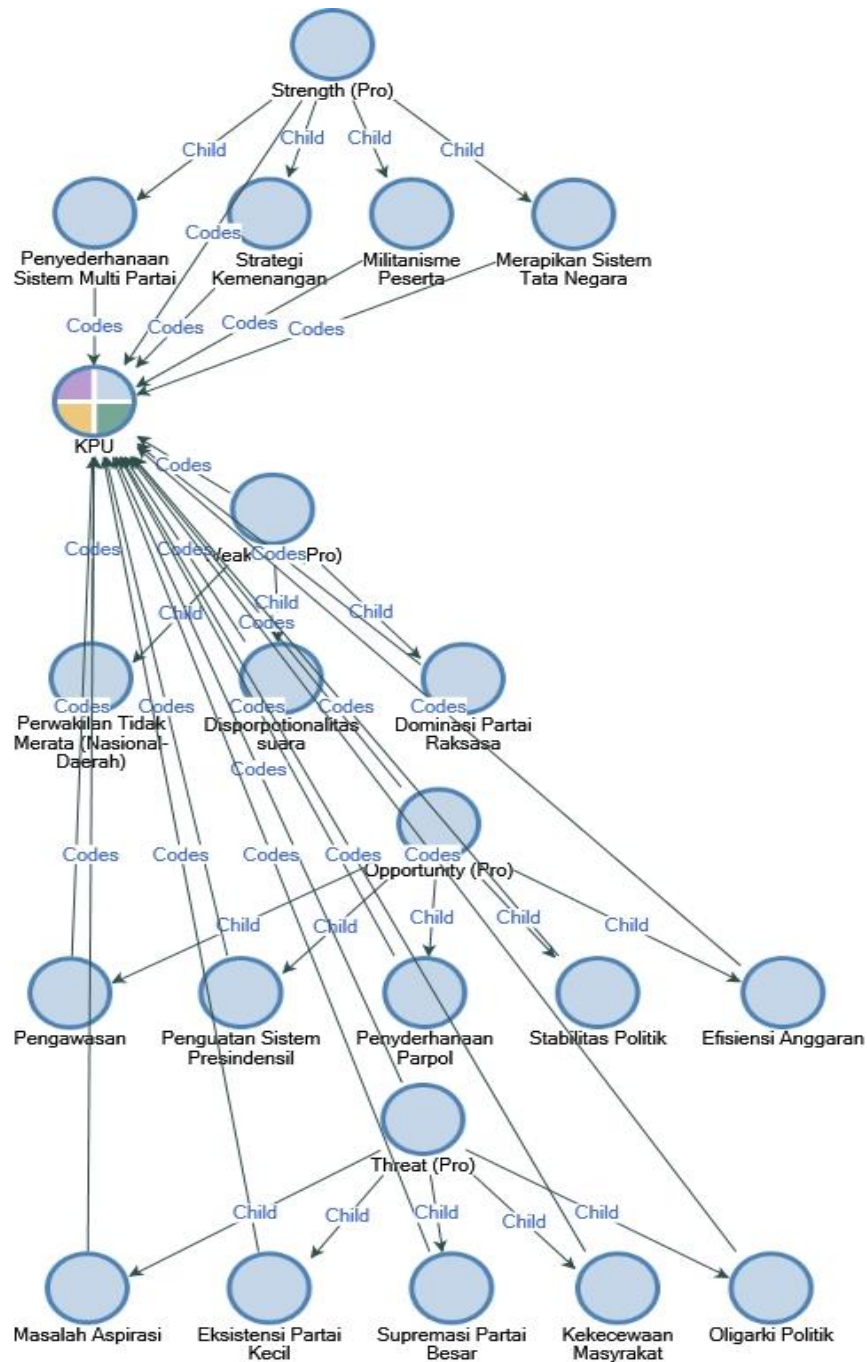 Strength (Pro)
Child
Child
Child
Child
Codes
Penyederhanaan
Sistem Multi Partai
Strategi
Kemenangan
Militanisme
Peserta
Merapikan Sistem
Tata Negara
Codes
Codes
Codes
Codes
KPU
Codes
Codes
Codes
Codes
Pro)
Child
Child
Codes
Child
Perwakilan Tidak
Merata (Nasional-
Daerah)
Codes
Codes
Disporpotionalitas
suara
Codes
Codes
Dominasi Partai
Raksasa
Codes
Codes
Codes
Codes
Codes
Codes
Codes
Opportunity (Pro)
Child
Child
Child
Child
Child
Pengawasan
Penguatan Sistem
Presindensil
Penyderhanaan
Parpol
Stabilitas Politik
Efisiensi Anggaran
Threat (Pro)
Child
Child
Child
Child
Child
Masalah Aspirasi
Eksistensi Partai
Kecil
Supremasi Partai
Besar
Kekecewaan
Masyrakat
Oligarki Politik